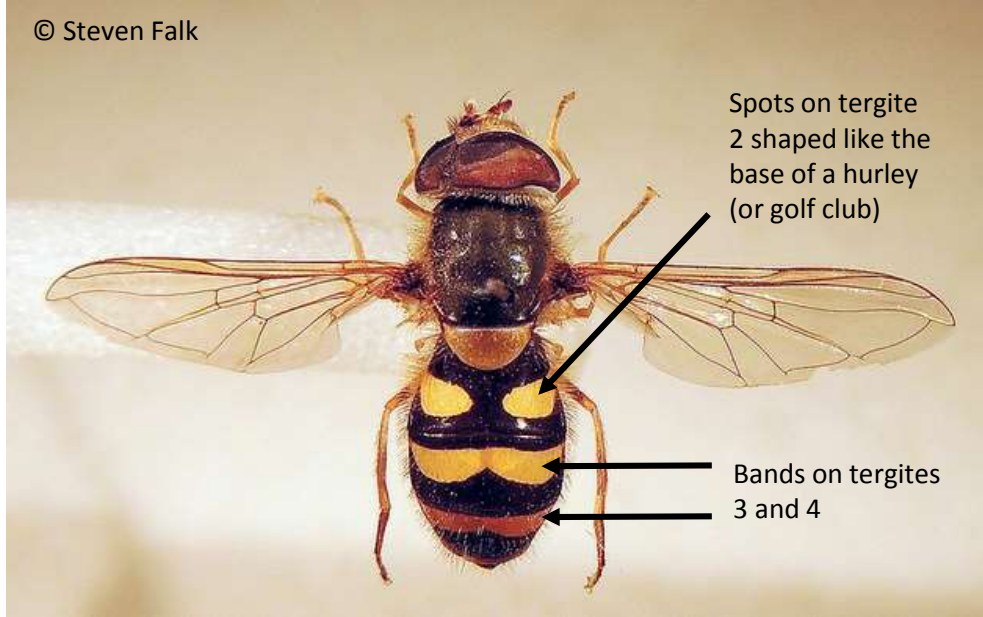 © Steven Falk
Spots on tergite
2 shaped like the
base of a hurley
(or golf club)
Bands on tergites
3 and 4